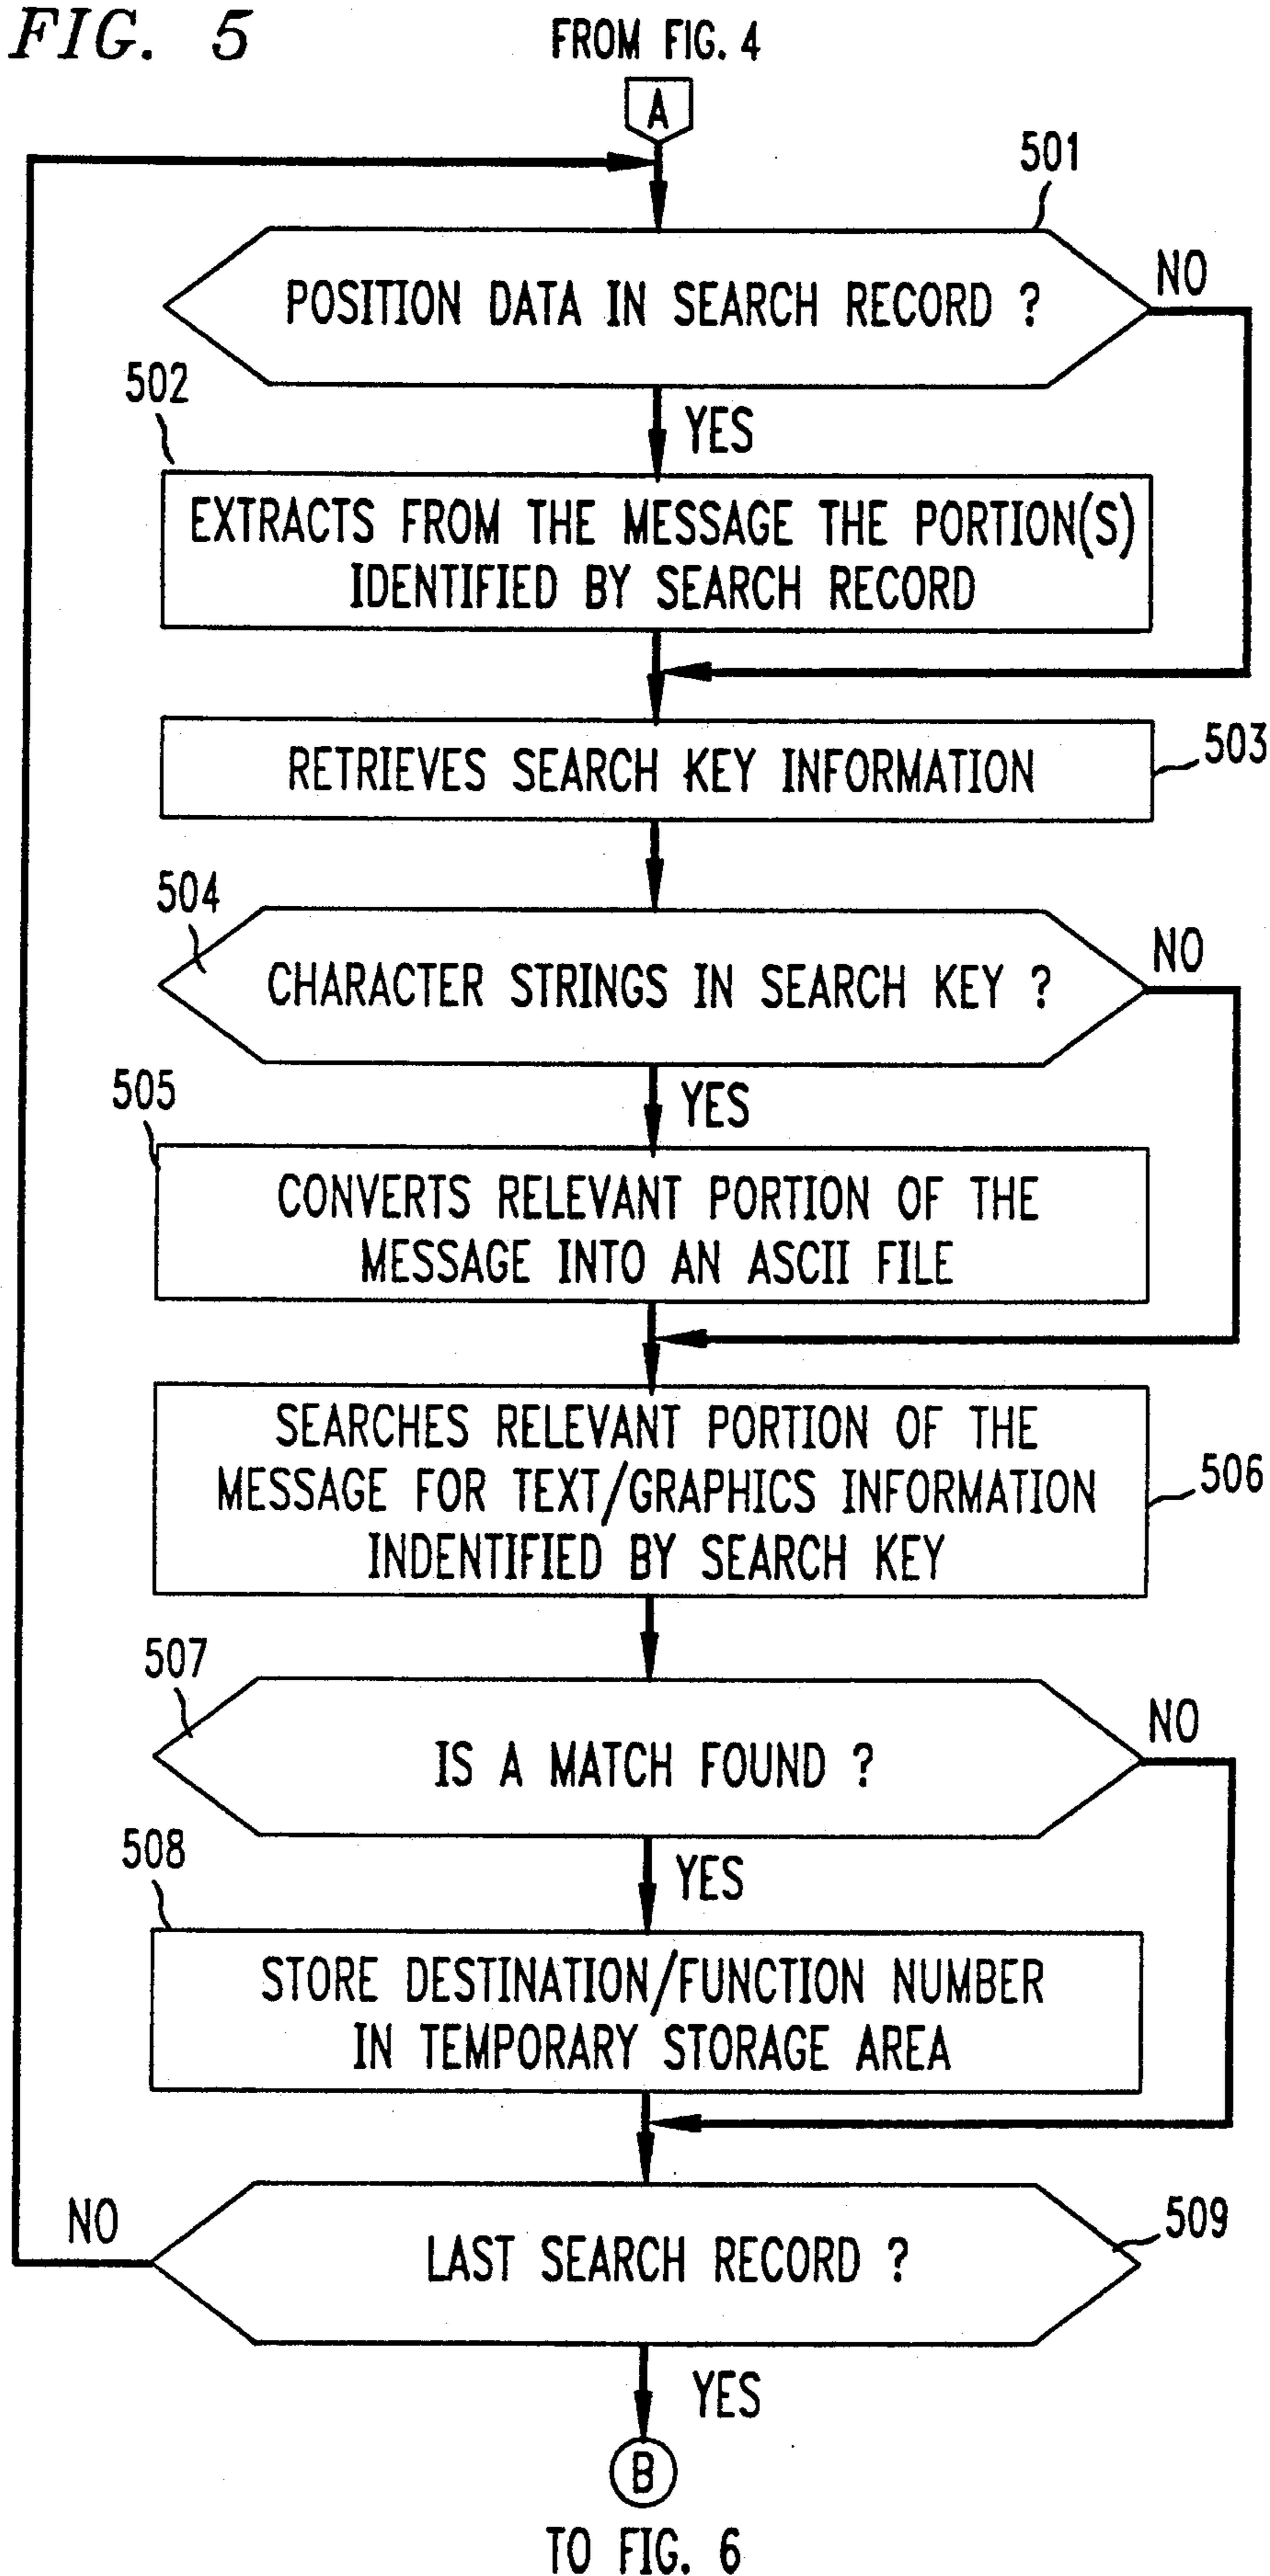 FIG. 5
FROM FIG. 4
A
501
POSITION DATA IN SEARCH RECORD ?
NO
YES
502
EXTRACTS FROM THE MESSAGE THE PORTION(S)
IDENTIFIED BY SEARCH RECORD
RETRIEVES SEARCH KEY INFORMATION
503
504
CHARACTER STRINGS IN SEARCH KEY ?
NO
YES
505
CONVERTS RELEVANT PORTION OF THE
MESSAGE INTO AN ASCII FILE
SEARCHES RELEVANT PORTION OF THE
MESSAGE FOR TEXT/GRAPHICS INFORMATION
INDENTIFIED BY SEARCH KEY
506
507
IS A MATCH FOUND ?
NO
YES
508
STORE DESTINATION/FUNCTION NUMBER
IN TEMPORARY STORAGE AREA
NO
LAST SEARCH RECORD ?
509
YES
B
TO FIG. 6